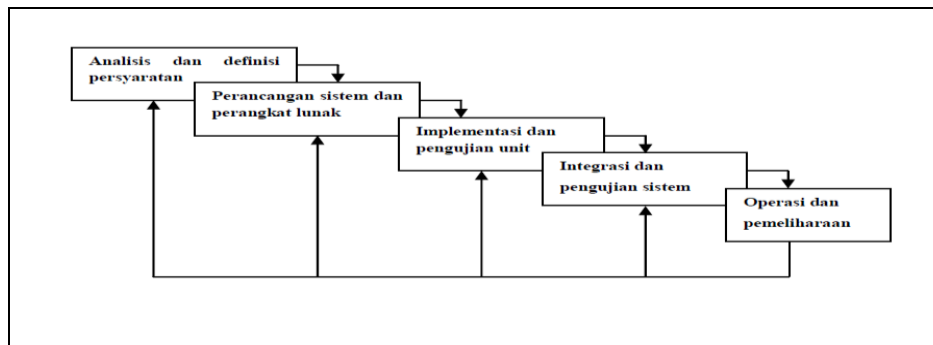 Analisis dan definisi
persyaratan
Perancangan sistem dan
perangkat lunak
Implementasi dan
pengujian unit
Integrasi dan
pengujian sistem
Operasi dan
pemeliharaan